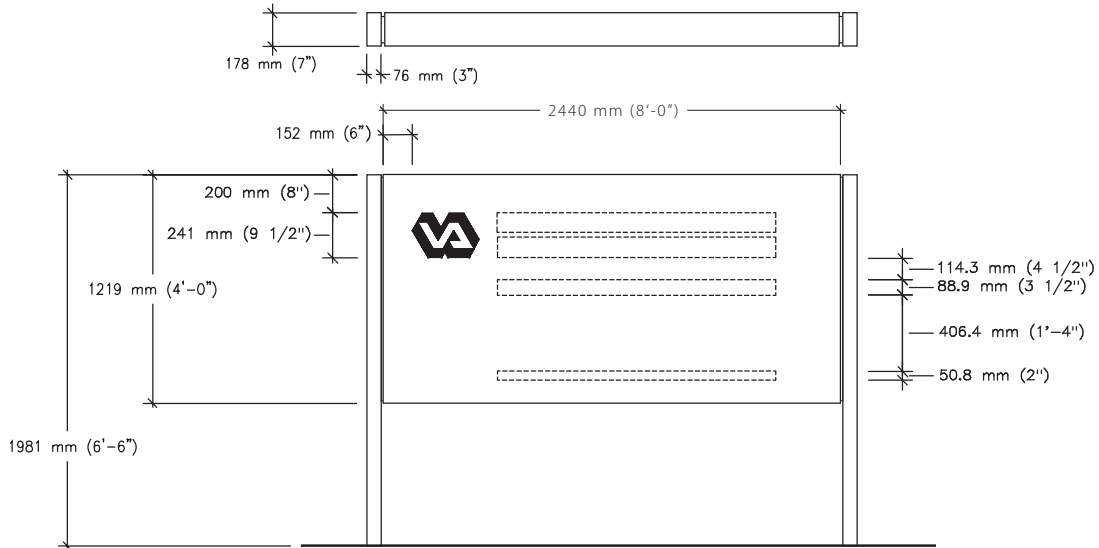 178 mm (7”)
76 mm (3”)
2440 mm (8'-0")
152 mm (6”)
200 mm (8")
241 mm (9 1/2")
VA
114.3 mm (4 1/2")
88.9 mm (3 1/2")
1219 mm (4'-0")
406.4 mm (1'-4")
50.8 mm (2")
1981 mm (6'-6”)